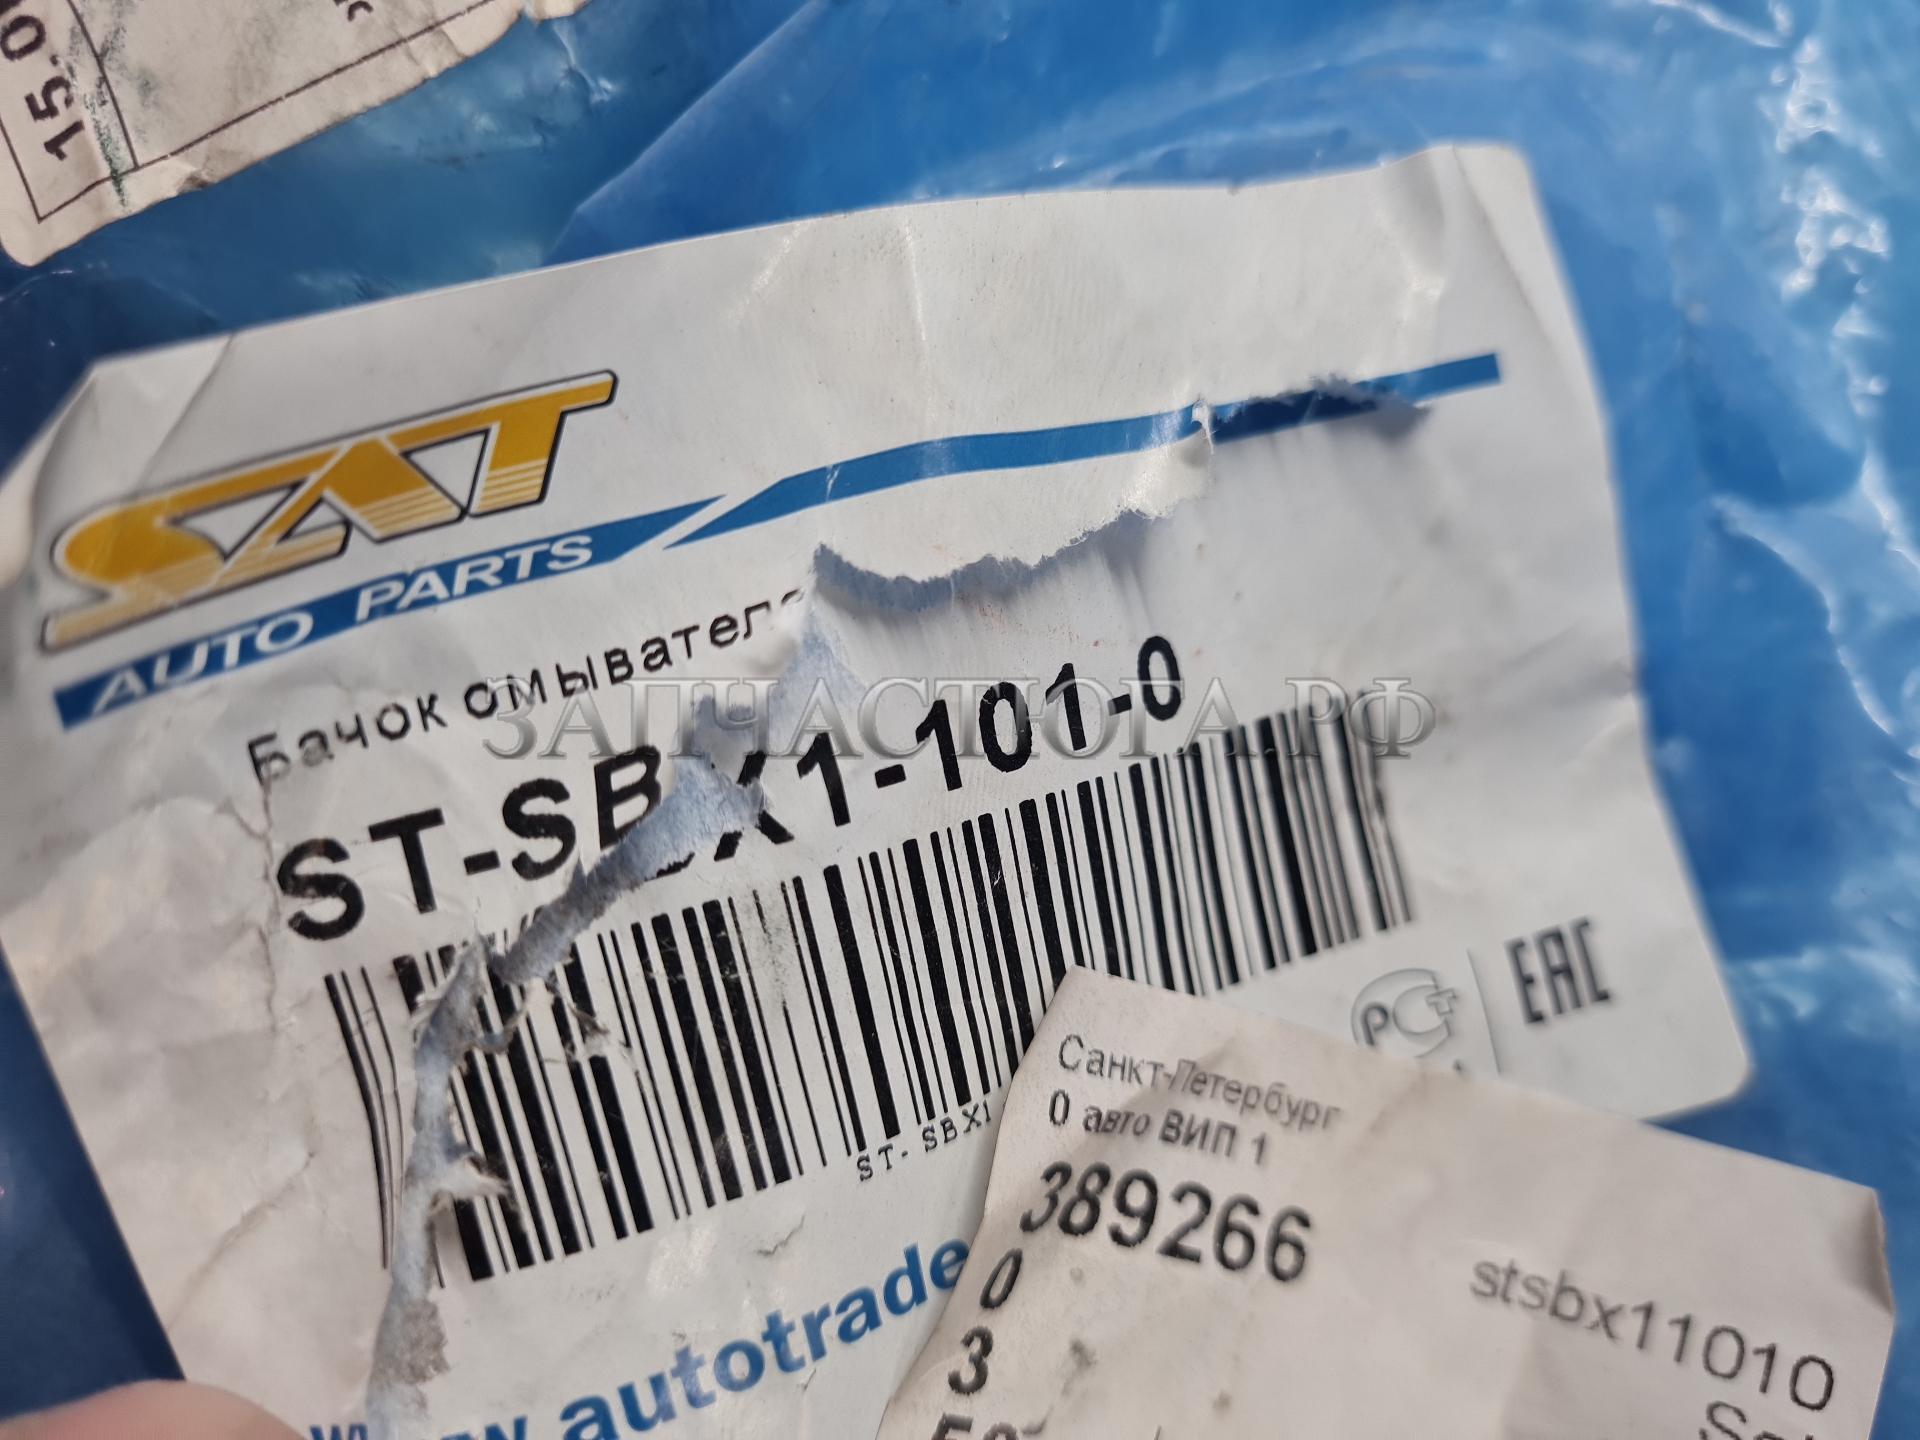 15.0
SAT
AUTO PARTS
Бачок омывателя
ST-SBX1-101-0
ЗАПЧАСТЮГА.РФ
ST-SBX1
EAC
www.autotrade
Санкт-Петербург
0 авто ВИП 1
389266
0
3
stsbx11010